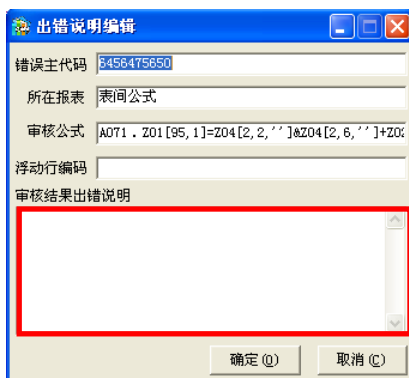 出错说明编辑
错误主代码 6456475650
所在报表 表间公式
审核公式 A071．Z01[95,1]=Z04[2,2,'']&Z04[2,6,'']+Z02
浮动行编码
审核结果出错说明
确定(O) 取消(C)